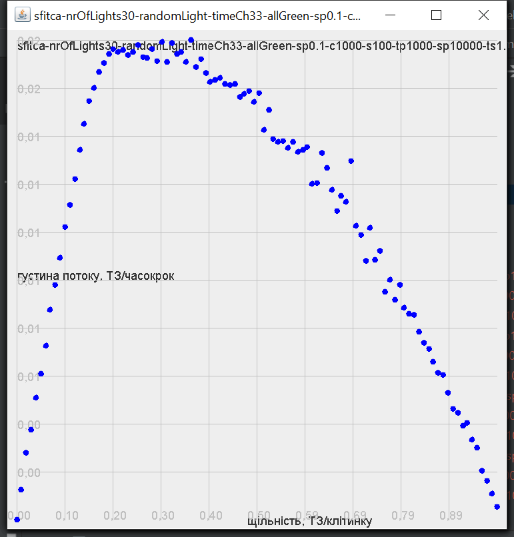 sfitca-nrOfLights30-randomLight-timeCh33-allGreen-sp0.1-c...
sfitca-nrOfLights30-randomLight-timeCh33-allGreen-sp0.1-c1000-s100-tp1000-sp10000-ts1.
0,02
0,02
0,01
0,01
0,01
густина потоку, ТЗ/часокрок
0,01
0,01
0,00
0,00
0,00 0,10 0,20 0,30 0,40 0,50 0,60 0,70 0,79 0,89
щільність, ТЗ/клітинку